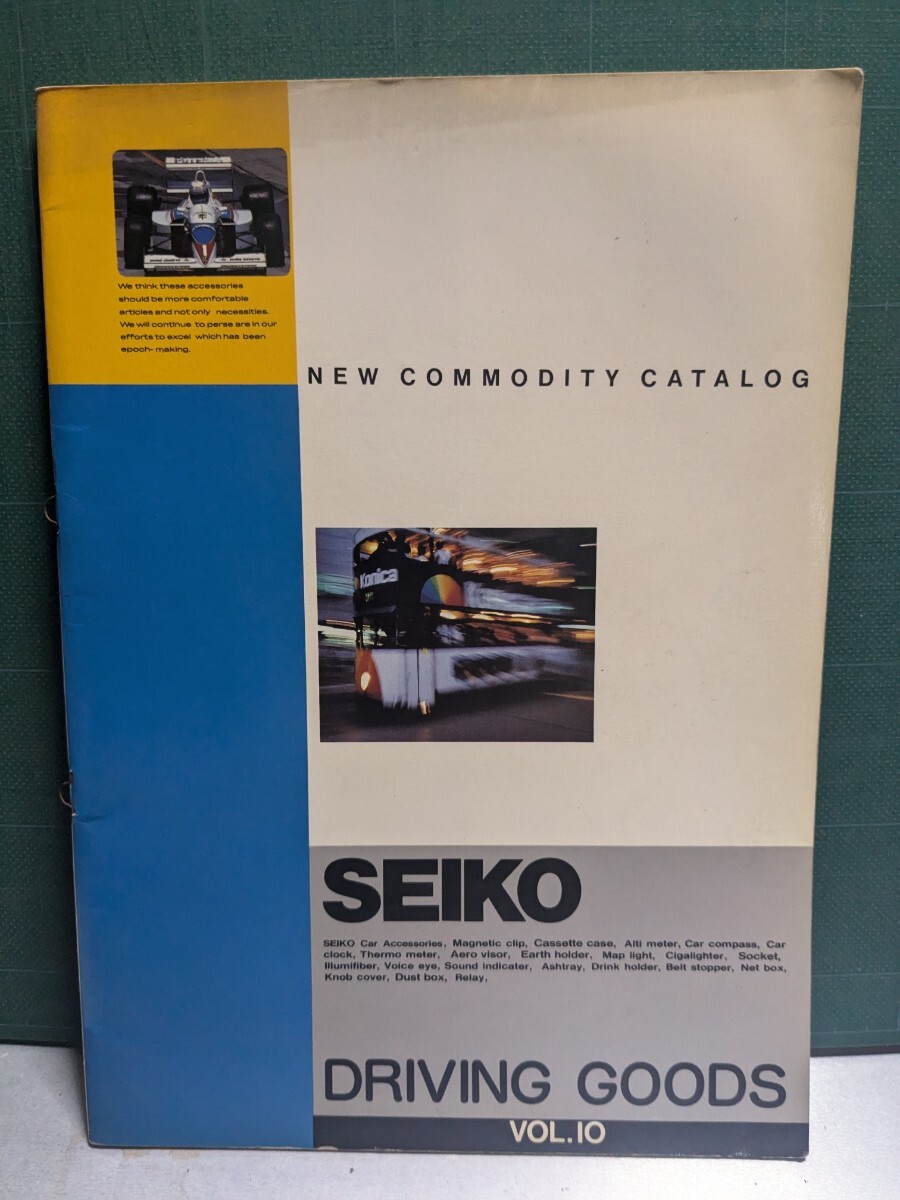 We think these accessories
should be more comfortable
articles and not only necessities.
We will continue to perse are in our
efforts to excel which has been
epoch- making.
NEW COMMODITY CATALOG
Konica
SEIKO
SEIKO Car Accessories, Magnetic clip, Cassette case, Alti meter, Car compass, Car
clock, Thermo meter, Aero visor, Earth holder, Map light, Cigalighter, Socket,
Illumifiber, Voice eye, Sound indicater, Ashtray, Drink holder, Belt stopper, Net box,
Knob cover, Dust box, Relay,
DRIVING GOODS
VOL.10